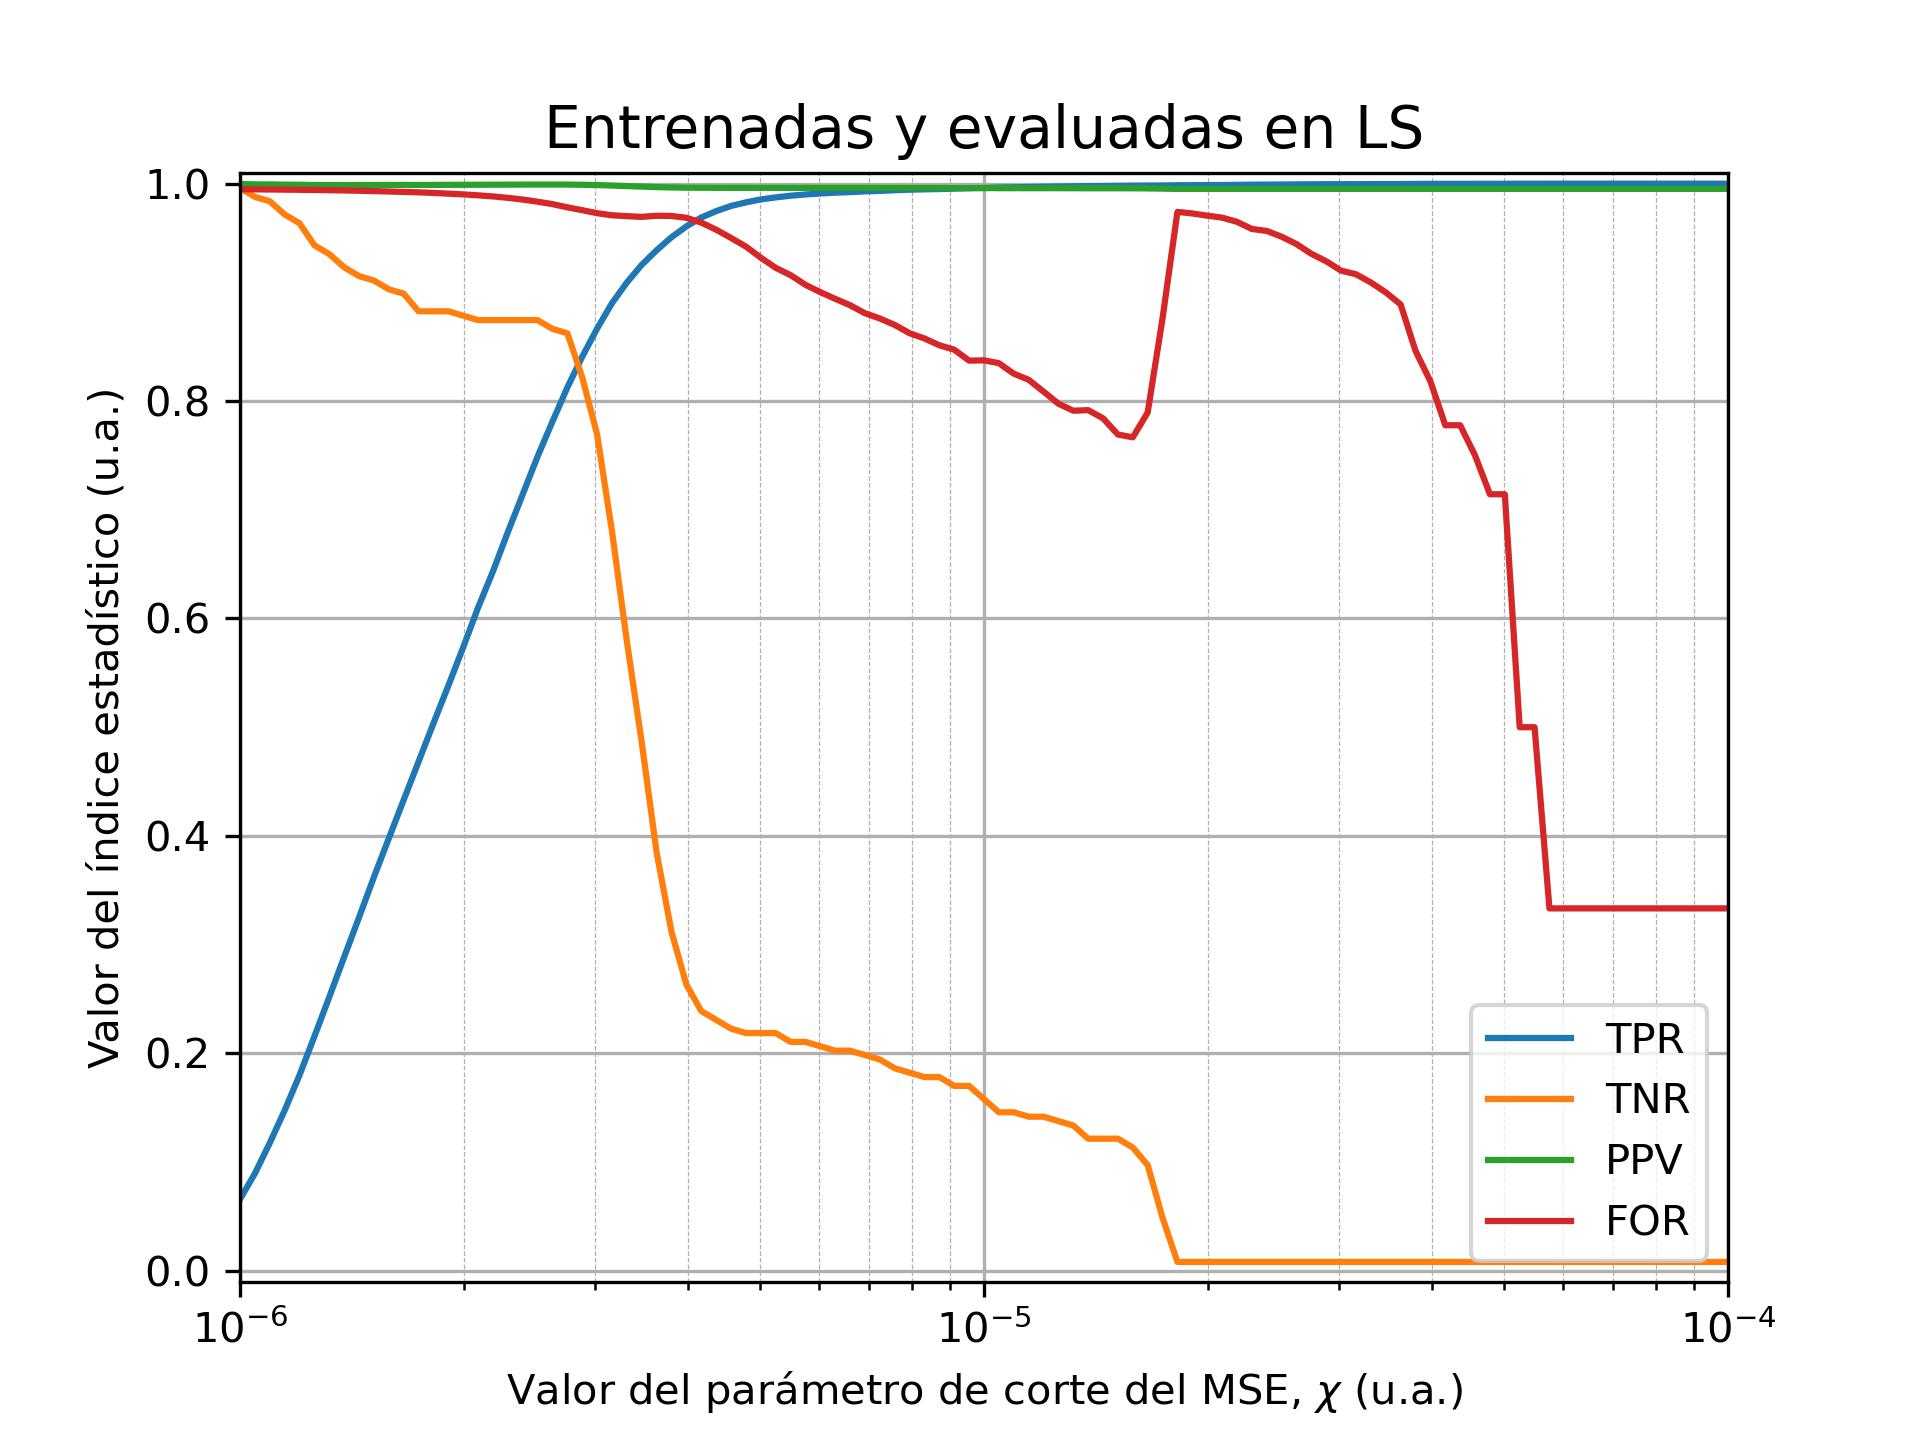 Entrenadas y evaluadas en LS
Valor del índice estadístico (u.a.)
1.0
0.8
0.6
0.4
0.2
0.0
TPR
TNR
PPV
FOR
10⁻⁶ 10⁻⁵ 10⁻⁴
Valor del parámetro de corte del MSE, χ (u.a.)